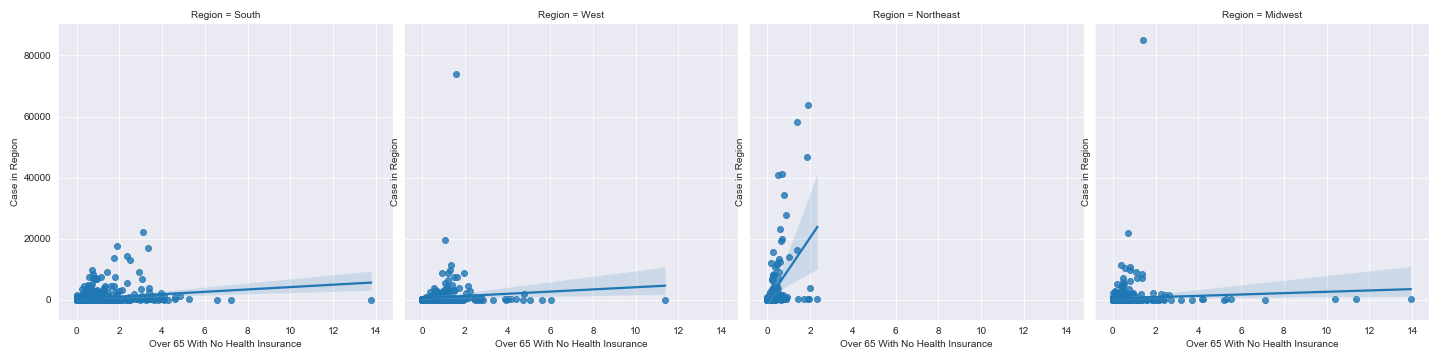 Region = South
Region = West
Region = Northeast
Region = Midwest
80000
60000
40000
20000
0
Case in Region
Case in Region
Case in Region
Case in Region
0 2 4 6 8 10 12 14
0 2 4 6 8 10 12 14
0 2 4 6 8 10 12 14
0 2 4 6 8 10 12 14
Over 65 With No Health Insurance
Over 65 With No Health Insurance
Over 65 With No Health Insurance
Over 65 With No Health Insurance